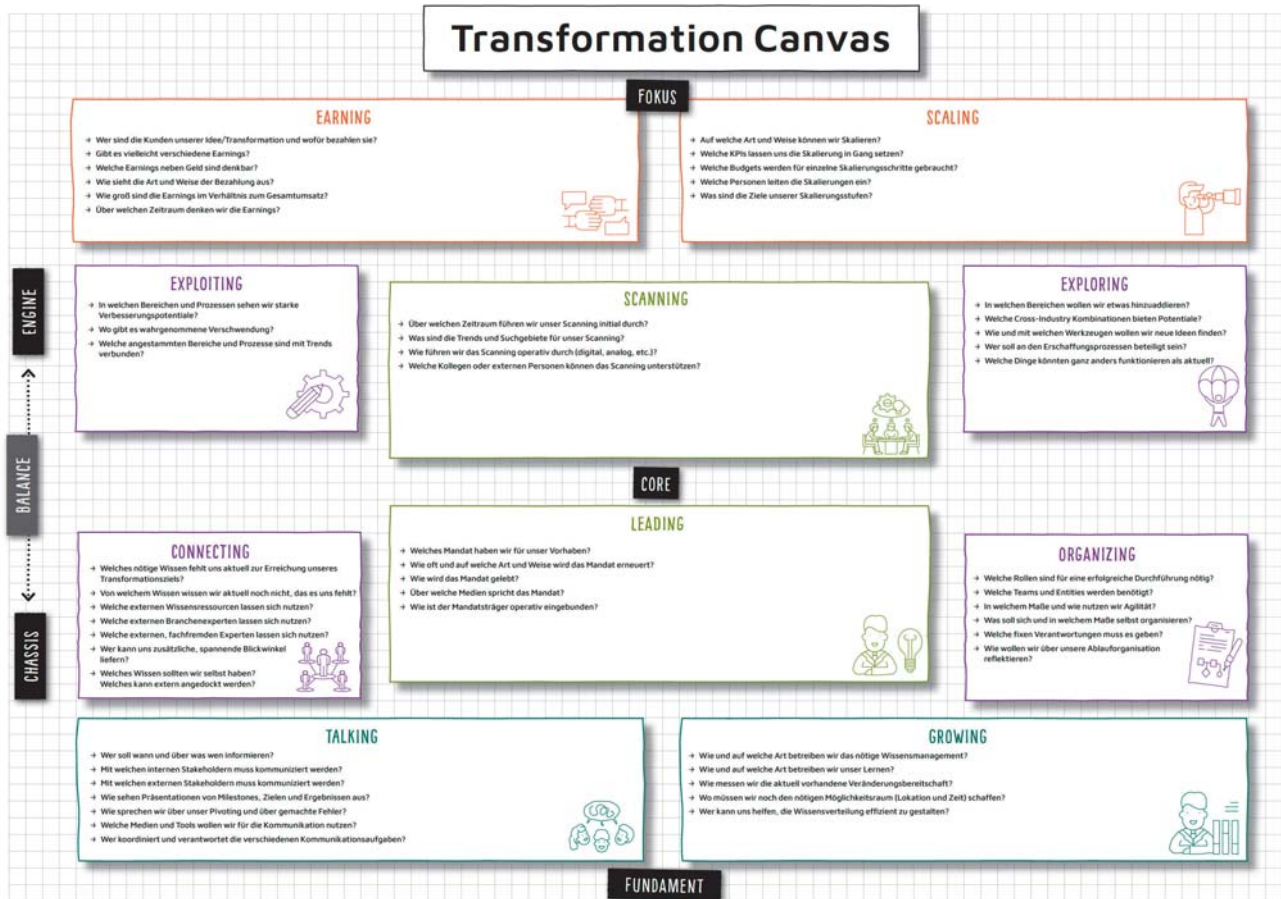 Transformation Canvas
FOKUS
EARNING
→ Wer sind die Kunden unserer Idee/Transformation und wofür bezahlen sie?
→ Gibt es vielleicht verschiedene Earnings?
→ Welche Earnings neben Geld sind denkbar?
→ Wie sieht die Art und Weise der Bezahlung aus?
→ Wie groß sind die Earnings im Verhältnis zum Gesamtumsatz?
→ Über welchen Zeitraum denken wir die Earnings?
SCALING
→ Auf welche Art und Weise können wir Skalieren?
→ Welche KPIs lassen uns die Skalierung in Gang setzen?
→ Welche Budgets werden für einzelne Skalierungsschritte gebraucht?
→ Welche Personen leiten die Skalierungen ein?
→ Was sind die Ziele unserer Skalierungsstufen?
ENGINE
EXPLOITING
→ In welchen Bereichen und Prozessen sehen wir starke
Verbesserungspotentiale?
→ Wo gibt es wahrgenommene Verschwendung?
→ Welche angestammten Bereiche und Prozesse sind mit Trends
verbunden?
SCANNING
→ Über welchen Zeitraum führen wir unser Scanning initial durch?
→ Was sind die Trends und Suchgebiete für unser Scanning?
→ Wie führen wir das Scanning operativ durch (digital, analog, etc.)?
→ Welche Kollegen oder externen Personen können das Scanning unterstützen?
EXPLORING
→ In welchen Bereichen wollen wir etwas hinzuaddieren?
→ Welche Cross-Industry Kombinationen bieten Potentiale?
→ Wie und mit welchen Werkzeugen wollen wir neue Ideen finden?
→ Wer soll an den Erschaffungsprozessen beteiligt sein?
→ Welche Dinge könnten ganz anders funktionieren als aktuell?
BALANCE
CORE
CHASSIS
CONNECTING
→ Welches nötige Wissen fehlt uns aktuell zur Erreichung unseres
Transformationsziels?
→ Von welchem Wissen wissen wir aktuell noch nicht, das es uns fehlt?
→ Welche externen Wissensressourcen lassen sich nutzen?
→ Welche externen Branchenexperten lassen sich nutzen?
→ Welche externen, fachfremden Experten lassen sich nutzen?
→ Wer kann uns zusätzliche, spannende Blickwinkel
liefern?
→ Welches Wissen sollten wir selbst haben?
Welches kann extern angedockt werden?
LEADING
→ Welches Mandat haben wir für unser Vorhaben?
→ Wie oft und auf welche Art und Weise wird das Mandat erneuert?
→ Wie wird das Mandat gelebt?
→ Über welche Medien spricht das Mandat?
→ Wie ist der Mandatsträger operativ eingebunden?
ORGANIZING
→ Welche Rollen sind für eine erfolgreiche Durchführung nötig?
→ Welche Teams und Entities werden benötigt?
→ In welchem Maße und wie nutzen wir Agilität?
→ Was soll sich und in welchem Maße selbst organisieren?
→ Welche fixen Verantwortungen muss es geben?
→ Wie wollen wir über unsere Ablauforganisation
reflektieren?
TALKING
→ Wer soll wann und über was wen informieren?
→ Mit welchen internen Stakeholdern muss kommuniziert werden?
→ Mit welchen externen Stakeholdern muss kommuniziert werden?
→ Wie sehen Präsentationen von Milestones, Zielen und Ergebnissen aus?
→ Wie sprechen wir über unser Pivoting und über gemachte Fehler?
→ Welche Medien und Tools wollen wir für die Kommunikation nutzen?
→ Wer koordiniert und verantwortet die verschiedenen Kommunikationsaufgaben?
GROWING
→ Wie und auf welche Art betreiben wir das nötige Wissensmanagement?
→ Wie und auf welche Art betreiben wir unser Lernen?
→ Wie messen wir die aktuell vorhandene Veränderungsbereitschaft?
→ Wo müssen wir noch den nötigen Möglichkeitsraum (Lokation und Zeit) schaffen?
→ Wer kann uns helfen, die Wissensverteilung effizient zu gestalten?
FUNDAMENT